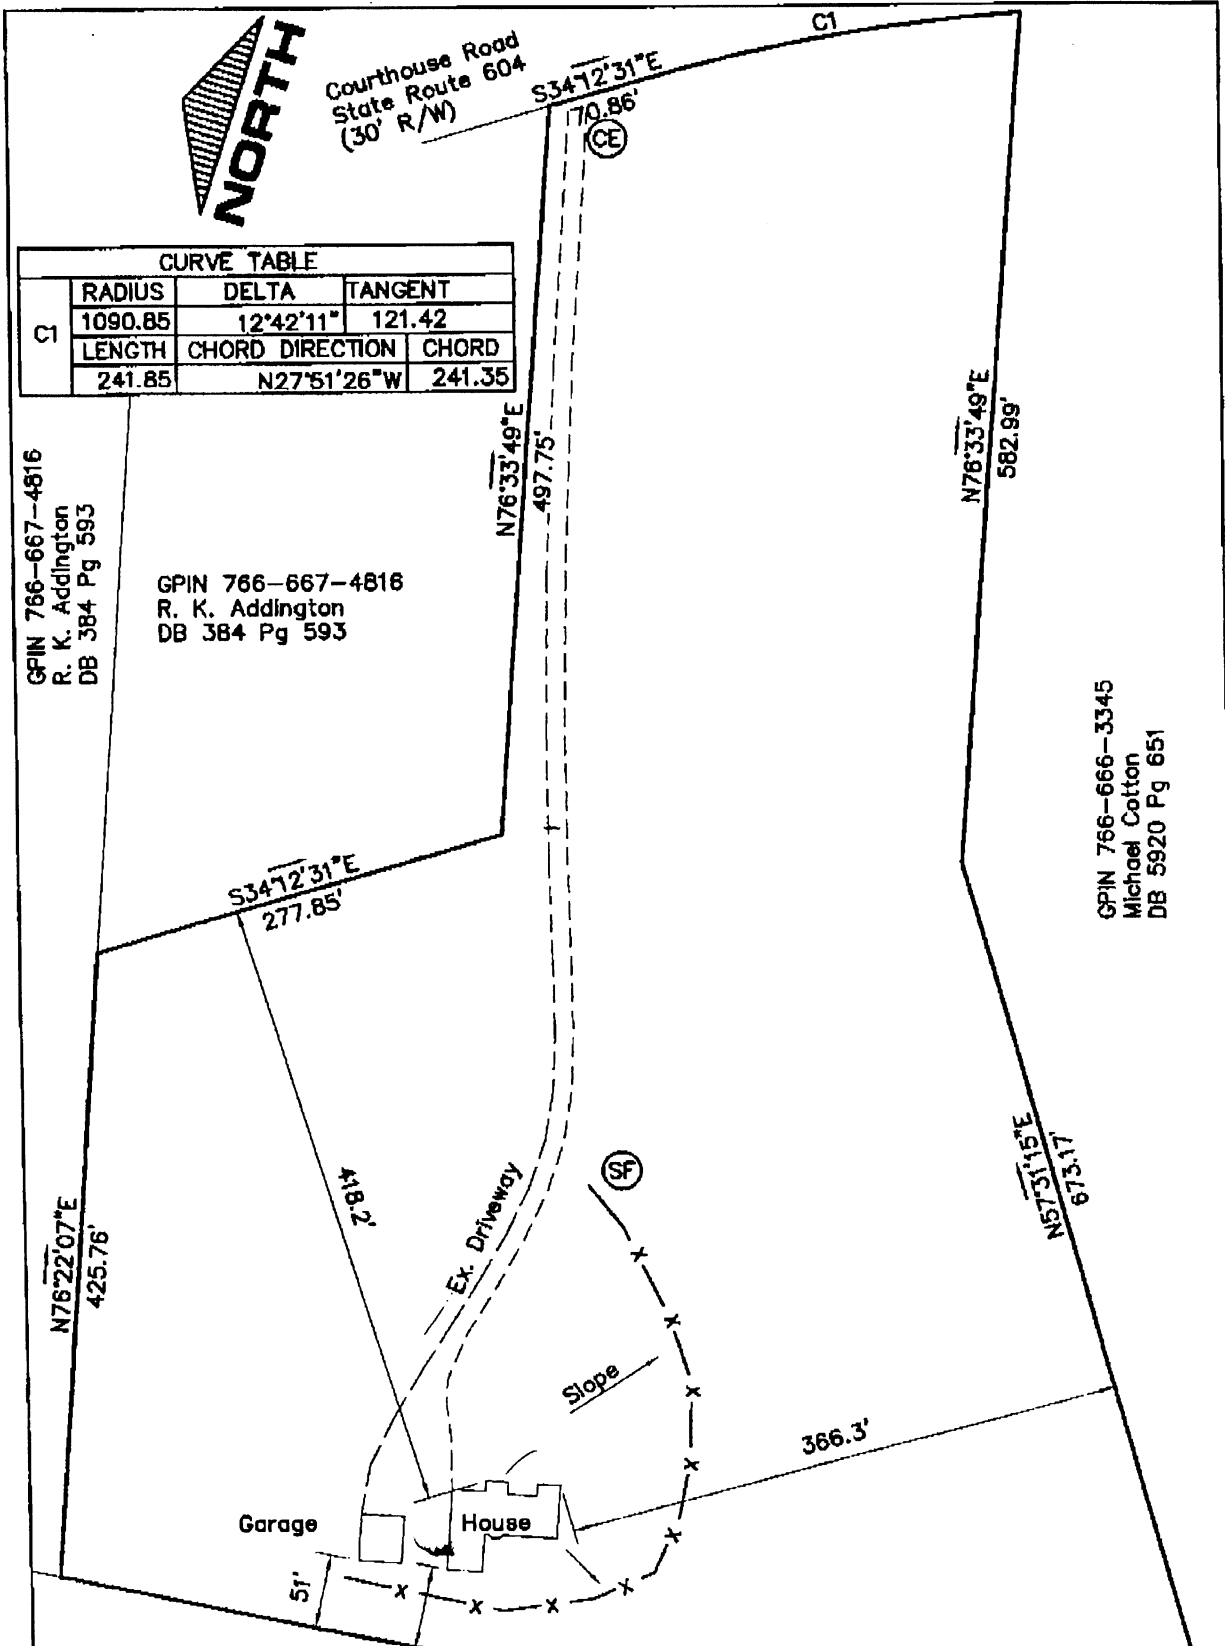 NORTH
Courthouse Road
State Route 604
(30' R/W)
C1
S34°12'31"E
70.86'
CE
CURVE TABLE
C1
RADIUS DELTA TANGENT
1090.85 12°42'11" 121.42
LENGTH CHORD DIRECTION CHORD
241.85 N27°51'26"W 241.35
GPIN 766-667-4816
R. K. Addington
DB 384 Pg 593
GPIN 766-667-4816
R. K. Addington
DB 384 Pg 593
N76°33'49"E
497.75'
N76°33'49"E
582.99'
GPIN 766-666-3345
Michael Cotton
DB 5920 Pg 651
S34°12'31"E
277.85'
418.2'
N76°22'07"E
425.76'
Ex. Driveway
SF
N57°31'15"E
673.17'
Slope
366.3'
Garage
House
51'